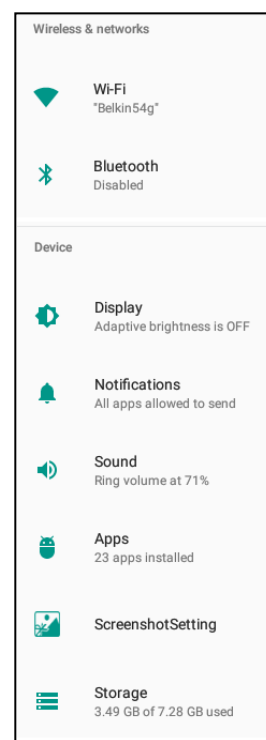 Wireless & networks
Wi-Fi
"Belkin54g"
Bluetooth
Disabled
Device
Display
Adaptive brightness is OFF
Notifications
All apps allowed to send
Sound
Ring volume at 71%
Apps
23 apps installed
ScreenshotSetting
Storage
3.49 GB of 7.28 GB used